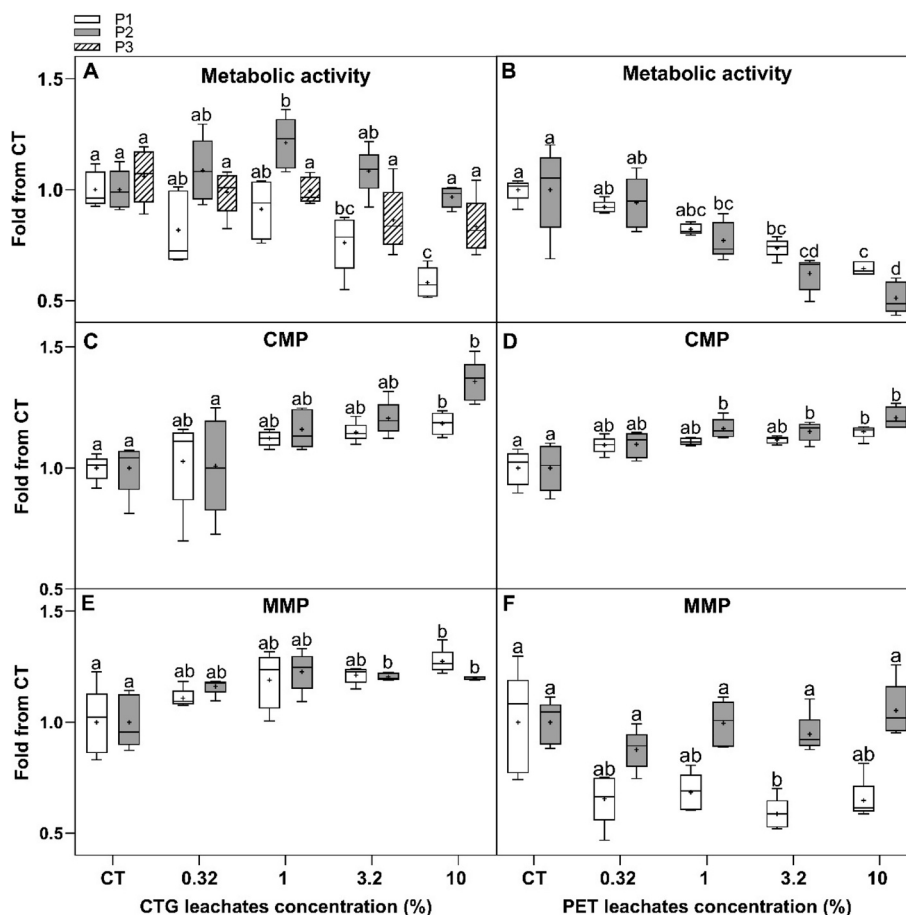 P1
P2
P3
A Metabolic activity
B Metabolic activity
Fold from CT
1.5
1.0
0.5
a a a ab ab a ab b a bc ab a c a a
a a ab ab abc bc bc cd c d
C CMP
D CMP
Fold from CT
1.5
1.0
0.5
a a ab a ab ab ab ab b b
a a ab ab ab b ab b b b
E MMP
F MMP
Fold from CT
1.5
1.0
0.5
a a ab ab ab ab ab b b b
a a ab a ab a b a ab a
CT 0.32 1 3.2 10
CT 0.32 1 3.2 10
CTG leachates concentration (%)
PET leachates concentration (%)